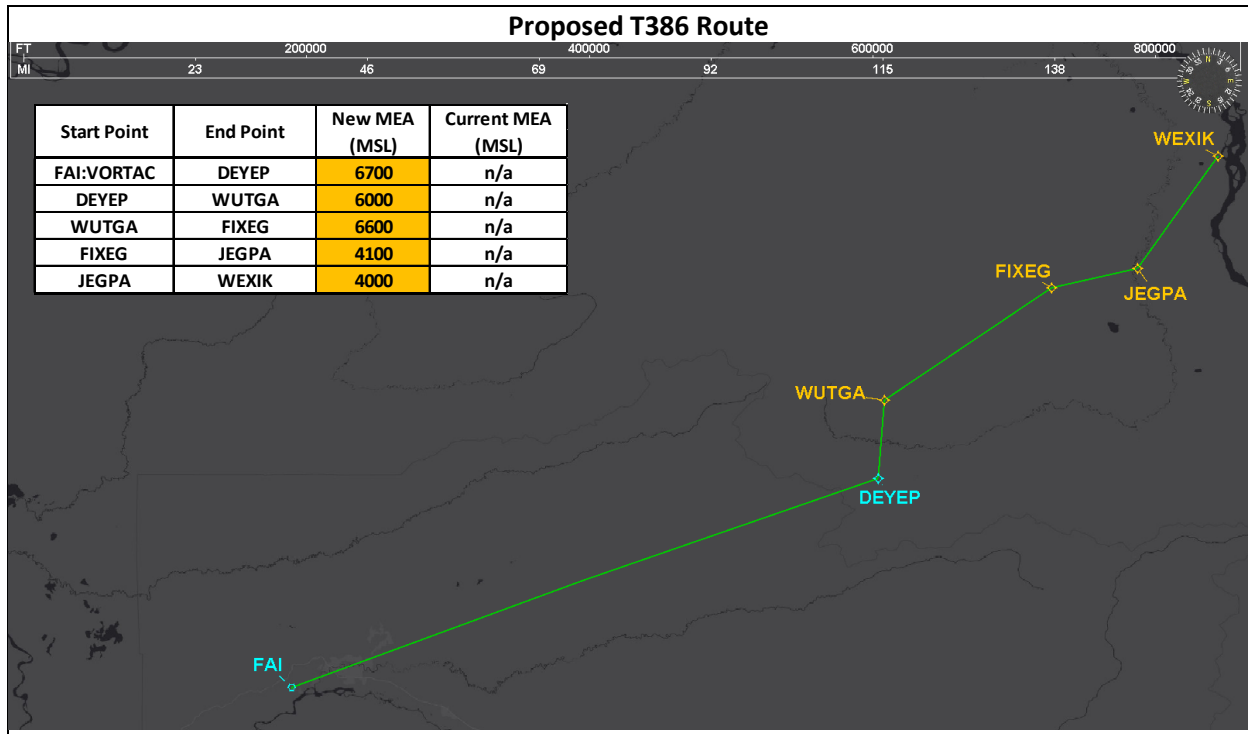 Proposed T386 Route
FT 200000 400000 600000 800000
MI 23 46 69 92 115 138
N
E
S
W
Start Point End Point New MEA (MSL) Current MEA (MSL)
FAI:VORTAC DEYEP 6700 n/a
DEYEP WUTGA 6000 n/a
WUTGA FIXEG 6600 n/a
FIXEG JEGPA 4100 n/a
JEGPA WEXIK 4000 n/a
WEXIK
FIXEG
JEGPA
WUTGA
DEYEP
FAI